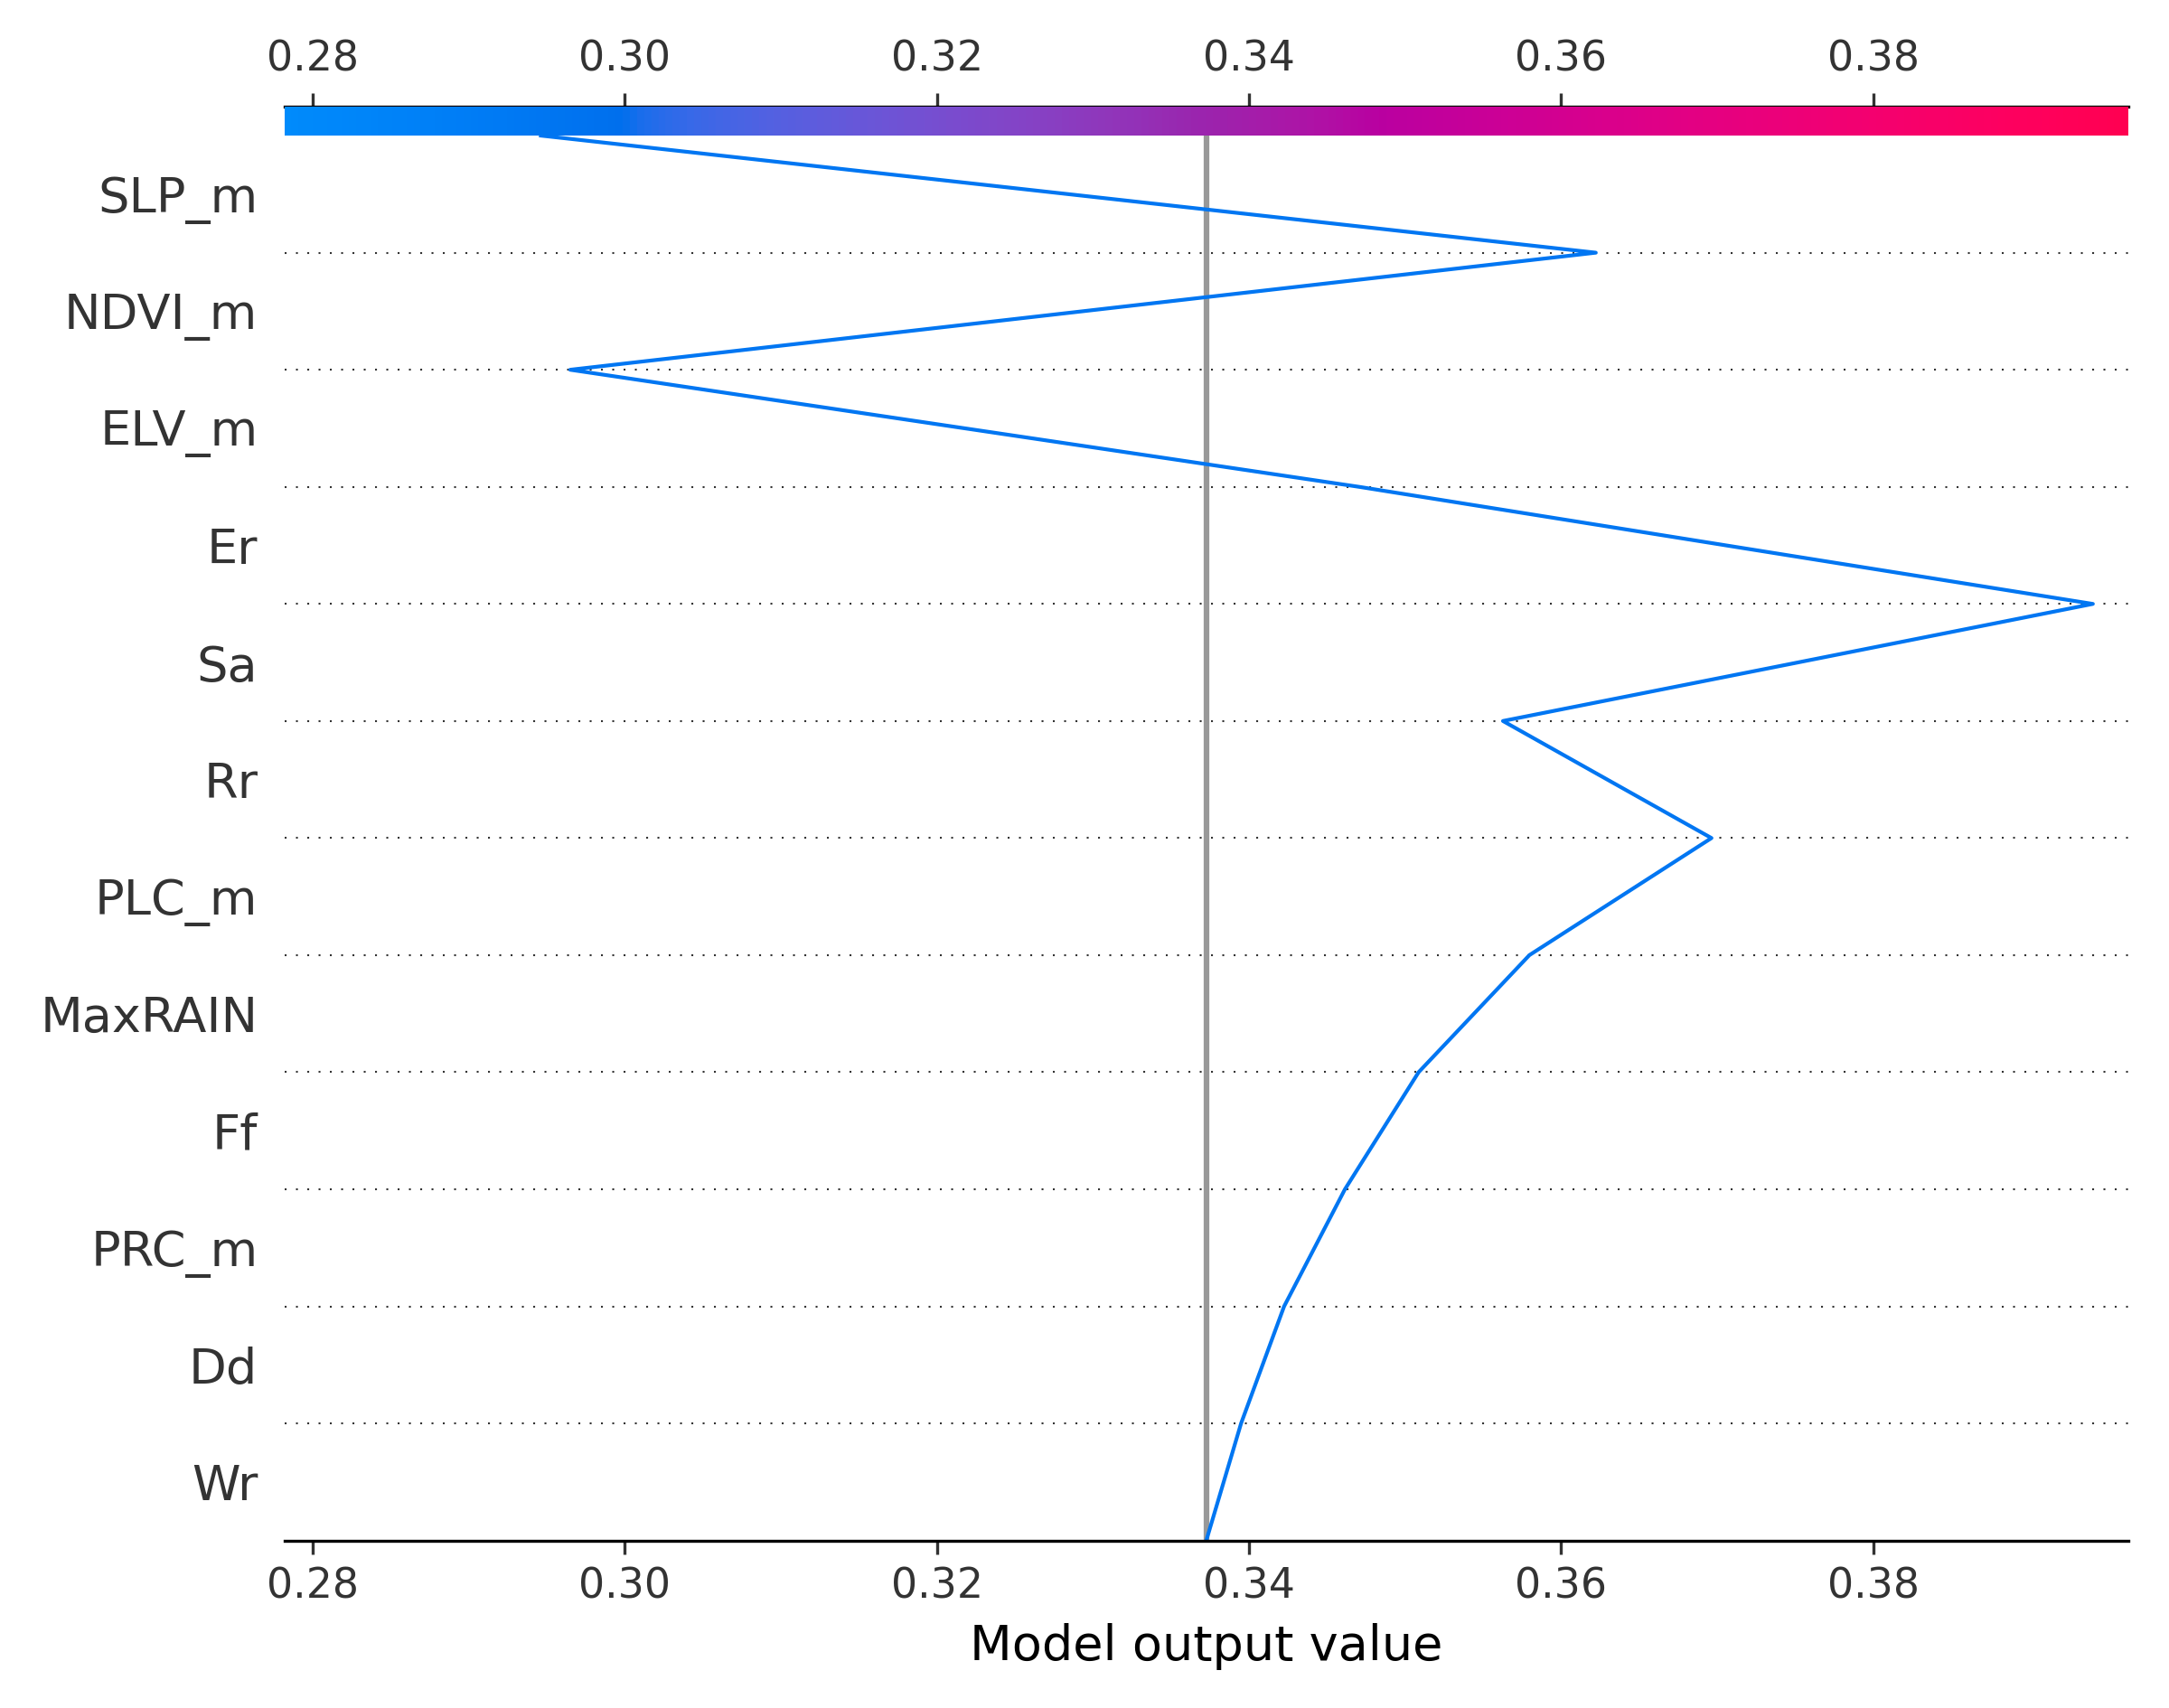 0.28 0.30 0.32 0.34 0.36 0.38
SLP_m
NDVI_m
ELV_m
Er
Sa
Rr
PLC_m
MaxRAIN
Ff
PRC_m
Dd
Wr
0.28 0.30 0.32 0.34 0.36 0.38
Model output value